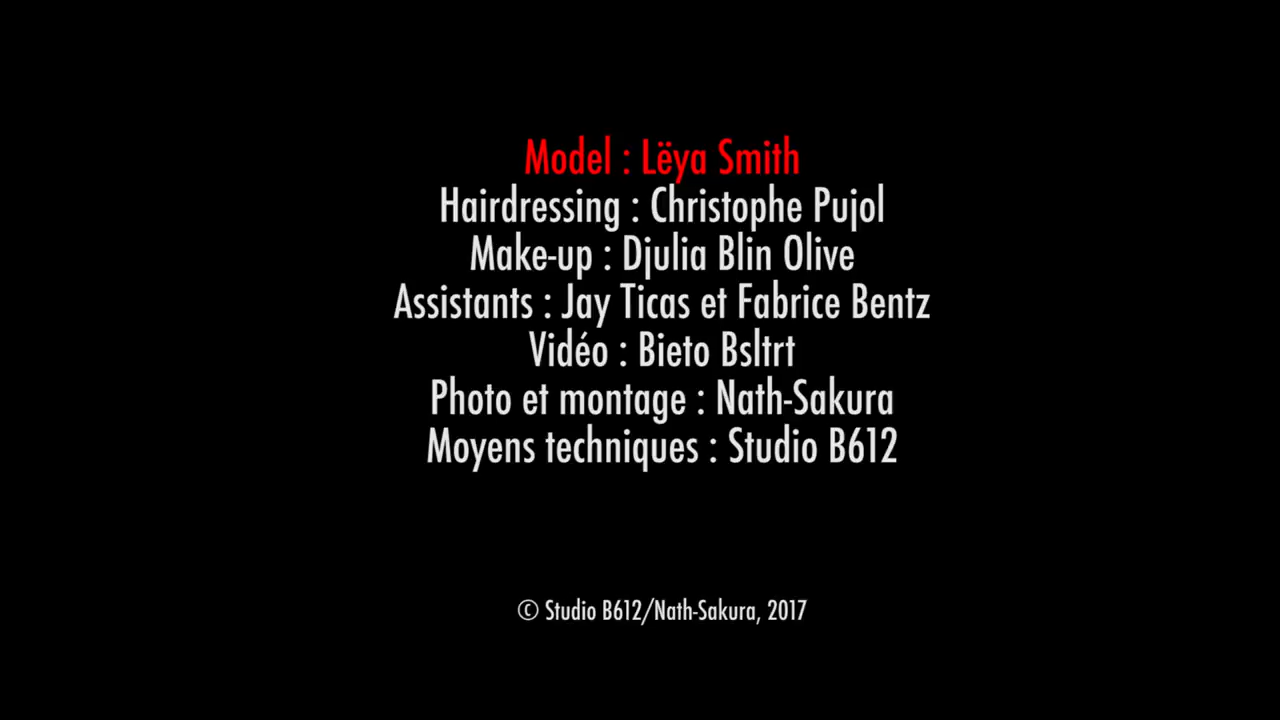 Model : Lëya Smith
Hairdressing : Christophe Pujol
Make-up : Djulia Blin Olive
Assistants : Jay Ticas et Fabrice Bentz
Vidéo : Bieto Bsltrt
Photo et montage : Nath-Sakura
Moyens techniques : Studio B612
© Studio B612/Nath-Sakura, 2017